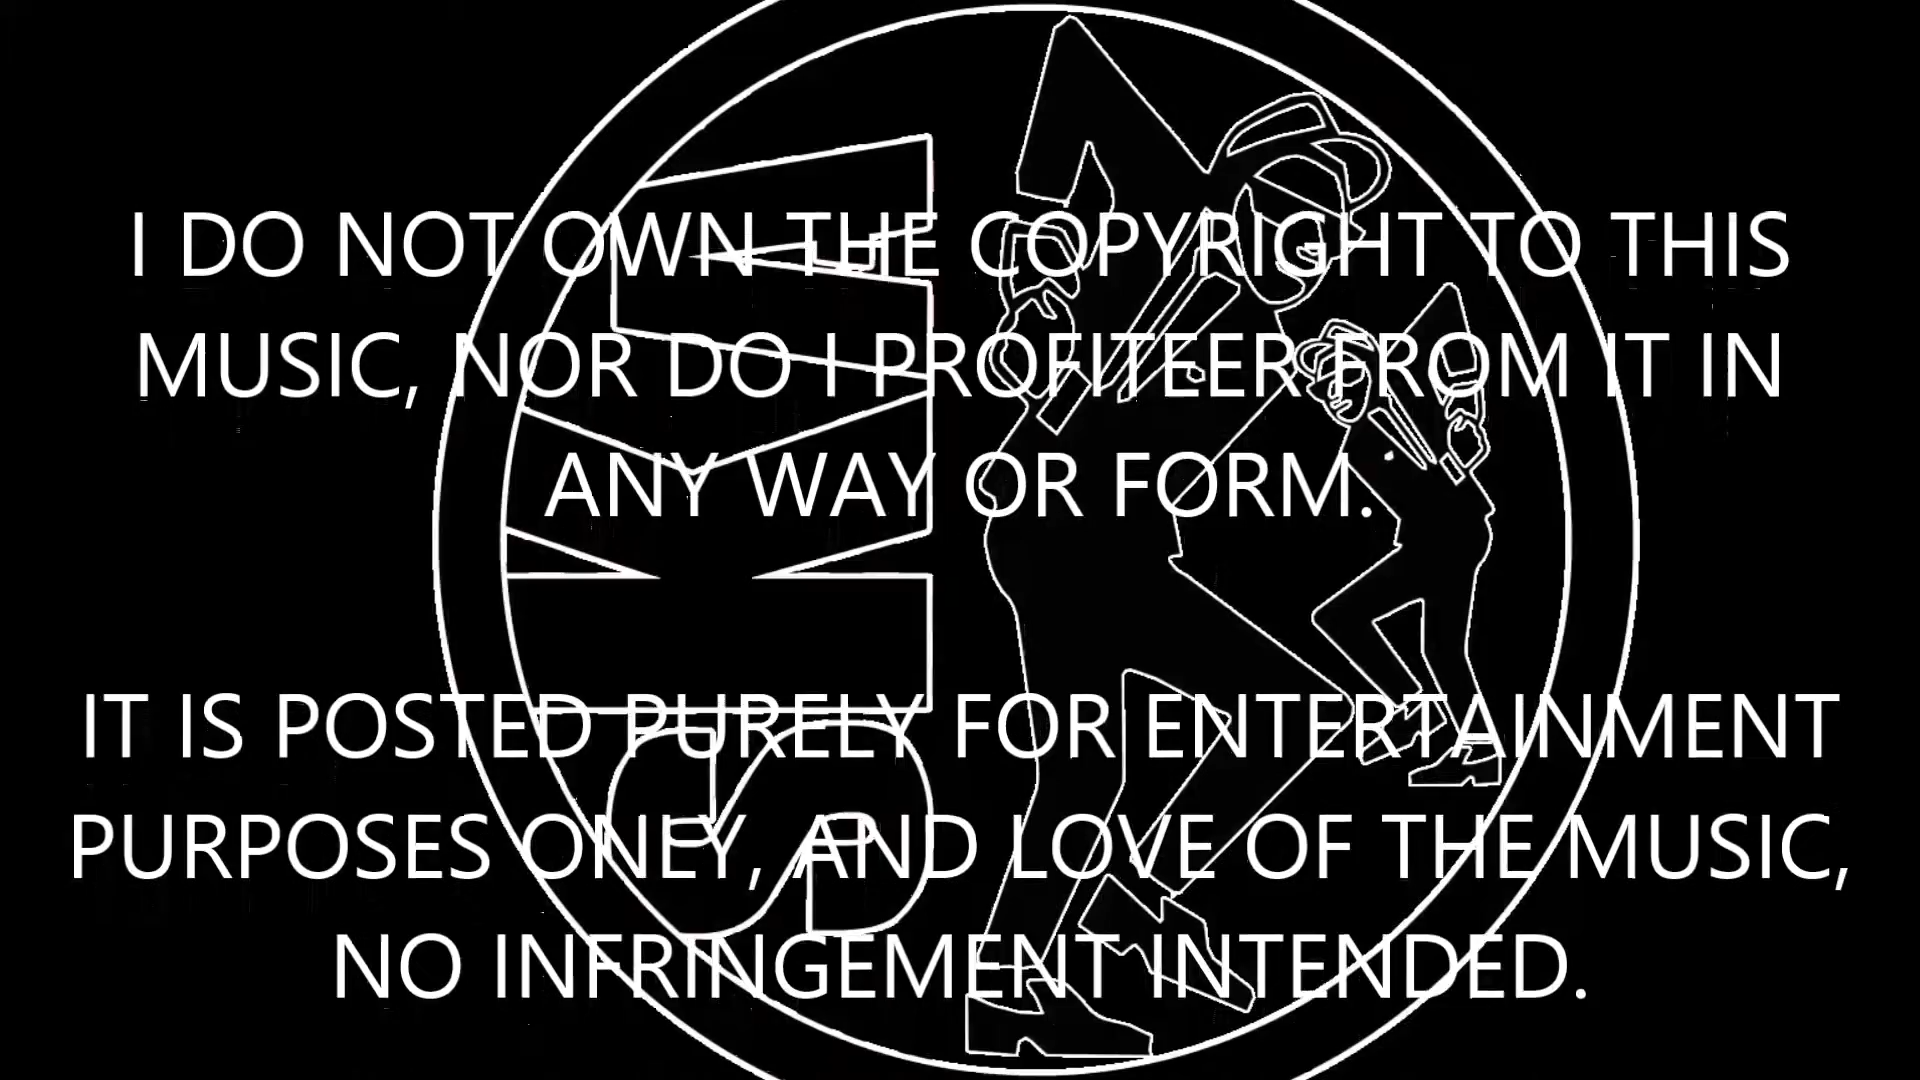 I DO NOT OWN THE COPYRIGHT TO THIS
MUSIC, NOR DO I PROFITEER FROM IT IN
ANY WAY OR FORM.
IT IS POSTED PURELY FOR ENTERTAINMENT
PURPOSES ONLY, AND LOVE OF THE MUSIC,
NO INFRINGEMENT INTENDED.
SKA